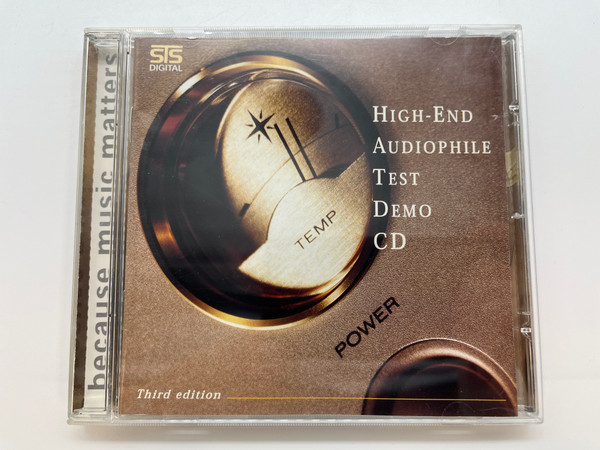 STS
DIGITAL
because music matters
HIGH-END
AUDIOPHILE
TEST
DEMO
CD
TEMP
POWER
Third edition